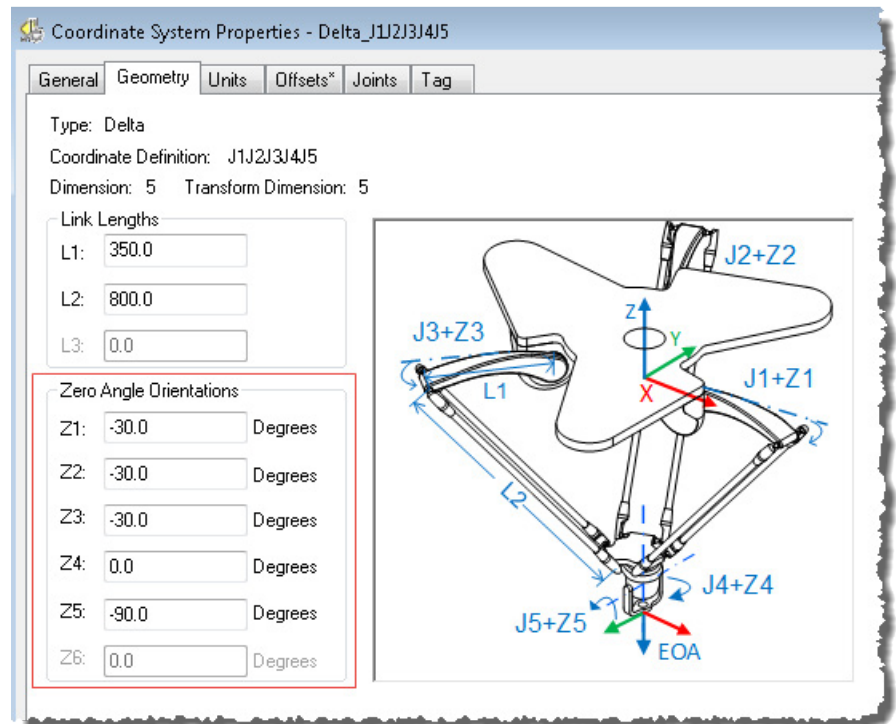 Coordinate System Properties - Delta_J1J2J3J4J5
General Geometry Units Offsets* Joints Tag
Type: Delta
Coordinate Definition: J1J2J3J4J5
Dimension: 5 Transform Dimension: 5
Link Lengths
L1: 350.0
L2: 800.0
L3: 0.0
Zero Angle Orientations
Z1: -30.0 Degrees
Z2: -30.0 Degrees
Z3: -30.0 Degrees
Z4: 0.0 Degrees
Z5: -90.0 Degrees
Z6: 0.0 Degrees
J2+Z2
Z
Y
J3+Z3
X
J1+Z1
L1
L2
J4+Z4
J5+Z5
EOA